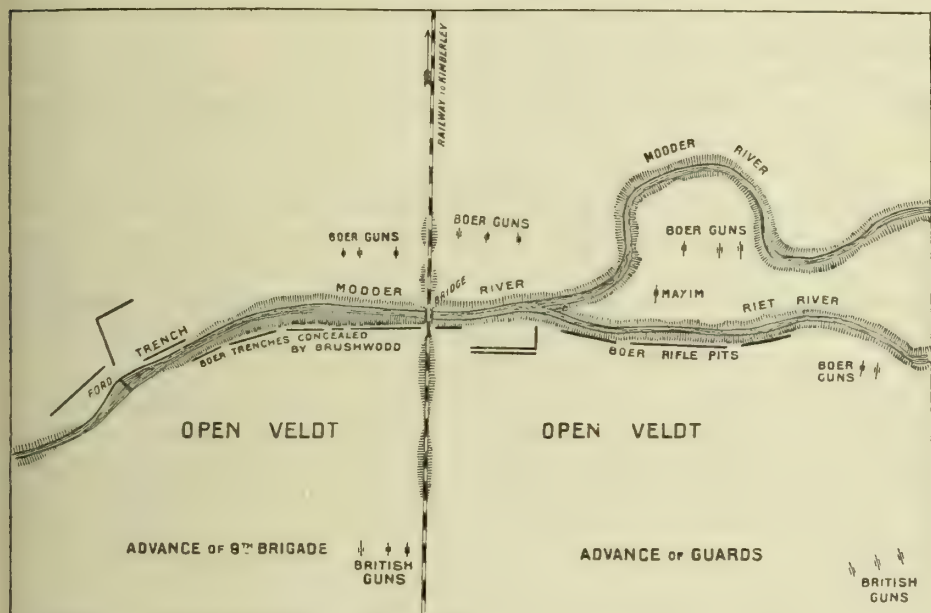 RAILWAY TO KIMBERLEY
MODDER RIVER
BOER GUNS
BOER GUNS
BOER GUNS
MODDER
BRIDGE
RIVER
MAYIM
RIET RIVER
TRENCH
BOER TRENCHES CONCEALED
BY BRUSHWOOD
BOER RIFLE PITS
FORD
BOER
GUNS
OPEN VELDT
OPEN VELDT
ADVANCE OF 9TH BRIGADE
BRITISH
GUNS
ADVANCE OF GUARDS
BRITISH
GUNS